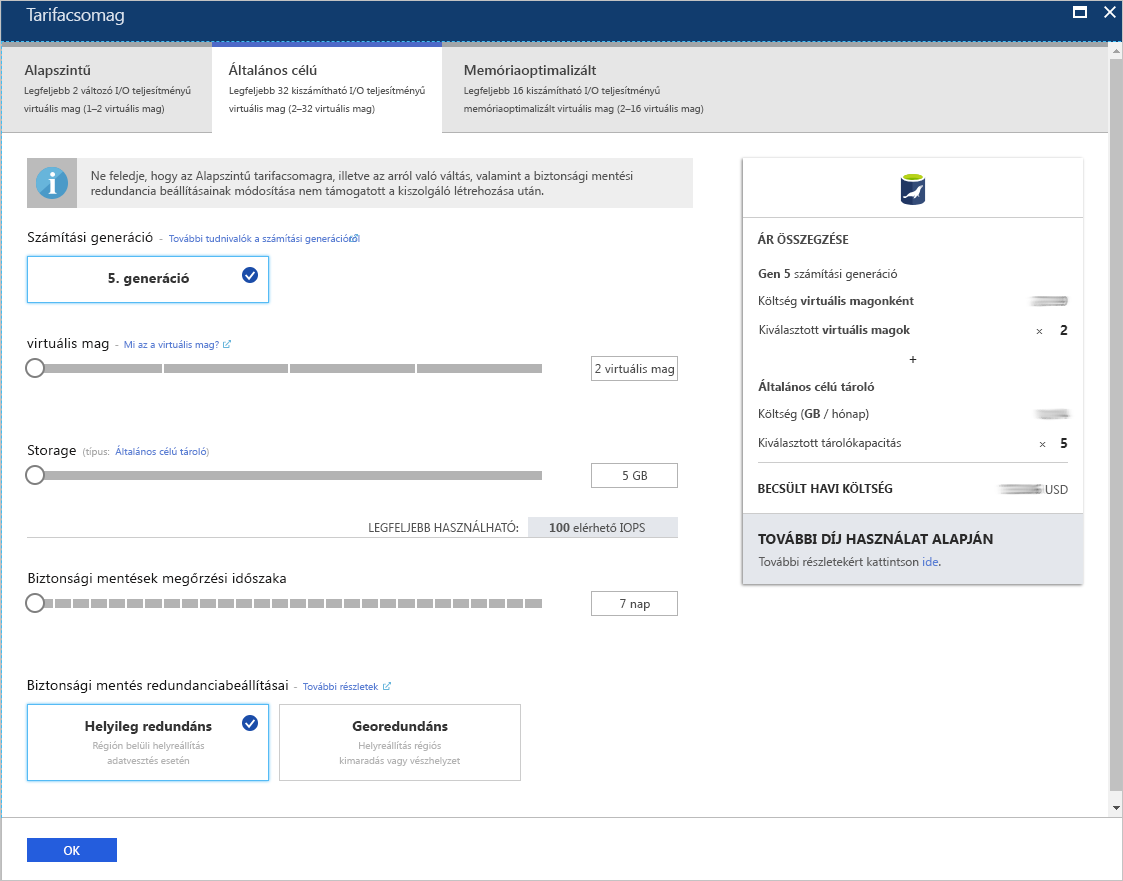 Tarifacsomag
Alapszintű
Legfeljebb 2 változó I/O teljesítményű
virtuális mag (1–2 virtuális mag)
Általános célú
Legfeljebb 32 kiszámítható I/O teljesítményű
virtuális mag (2–32 virtuális mag)
Memóriaoptimalizált
Legfeljebb 16 kiszámítható I/O teljesítményű
memóriaoptimalizált virtuális mag (2–16 virtuális mag)
Ne feledje, hogy az Alapszintű tarifacsomagra, illetve az arról való váltás, valamint a biztonsági mentési
redundancia beállításainak módosítása nem támogatott a kiszolgáló létrehozása után.
Számítási generáció - További tudnivalók a számítási generációról
5. generáció
virtuális mag - Mi az a virtuális mag?
2 virtuális mag
Storage (típus: Általános célú tároló)
5 GB
LEGFELJEBB HASZNÁLHATÓ: 100 elérhető IOPS
Biztonsági mentések megőrzési időszaka
7 nap
Biztonsági mentés redundanciabeállításai - További részletek
Helyileg redundáns
Régión belüli helyreállítás
adatvesztés esetén
Georedundáns
Helyreállítás régiós
kimaradás vagy vészhelyzet
OK
ÁR ÖSSZEGZÉSE
Gen 5 számítási generáció
Költség virtuális magonként
Kiválasztott virtuális magok × 2
+
Általános célú tároló
Költség (GB / hónap)
Kiválasztott tárolókapacitás × 5
BECSÜLT HAVI KÖLTSÉG USD
TOVÁBBI DÍJ HASZNÁLAT ALAPJÁN
További részletekért kattintson ide.